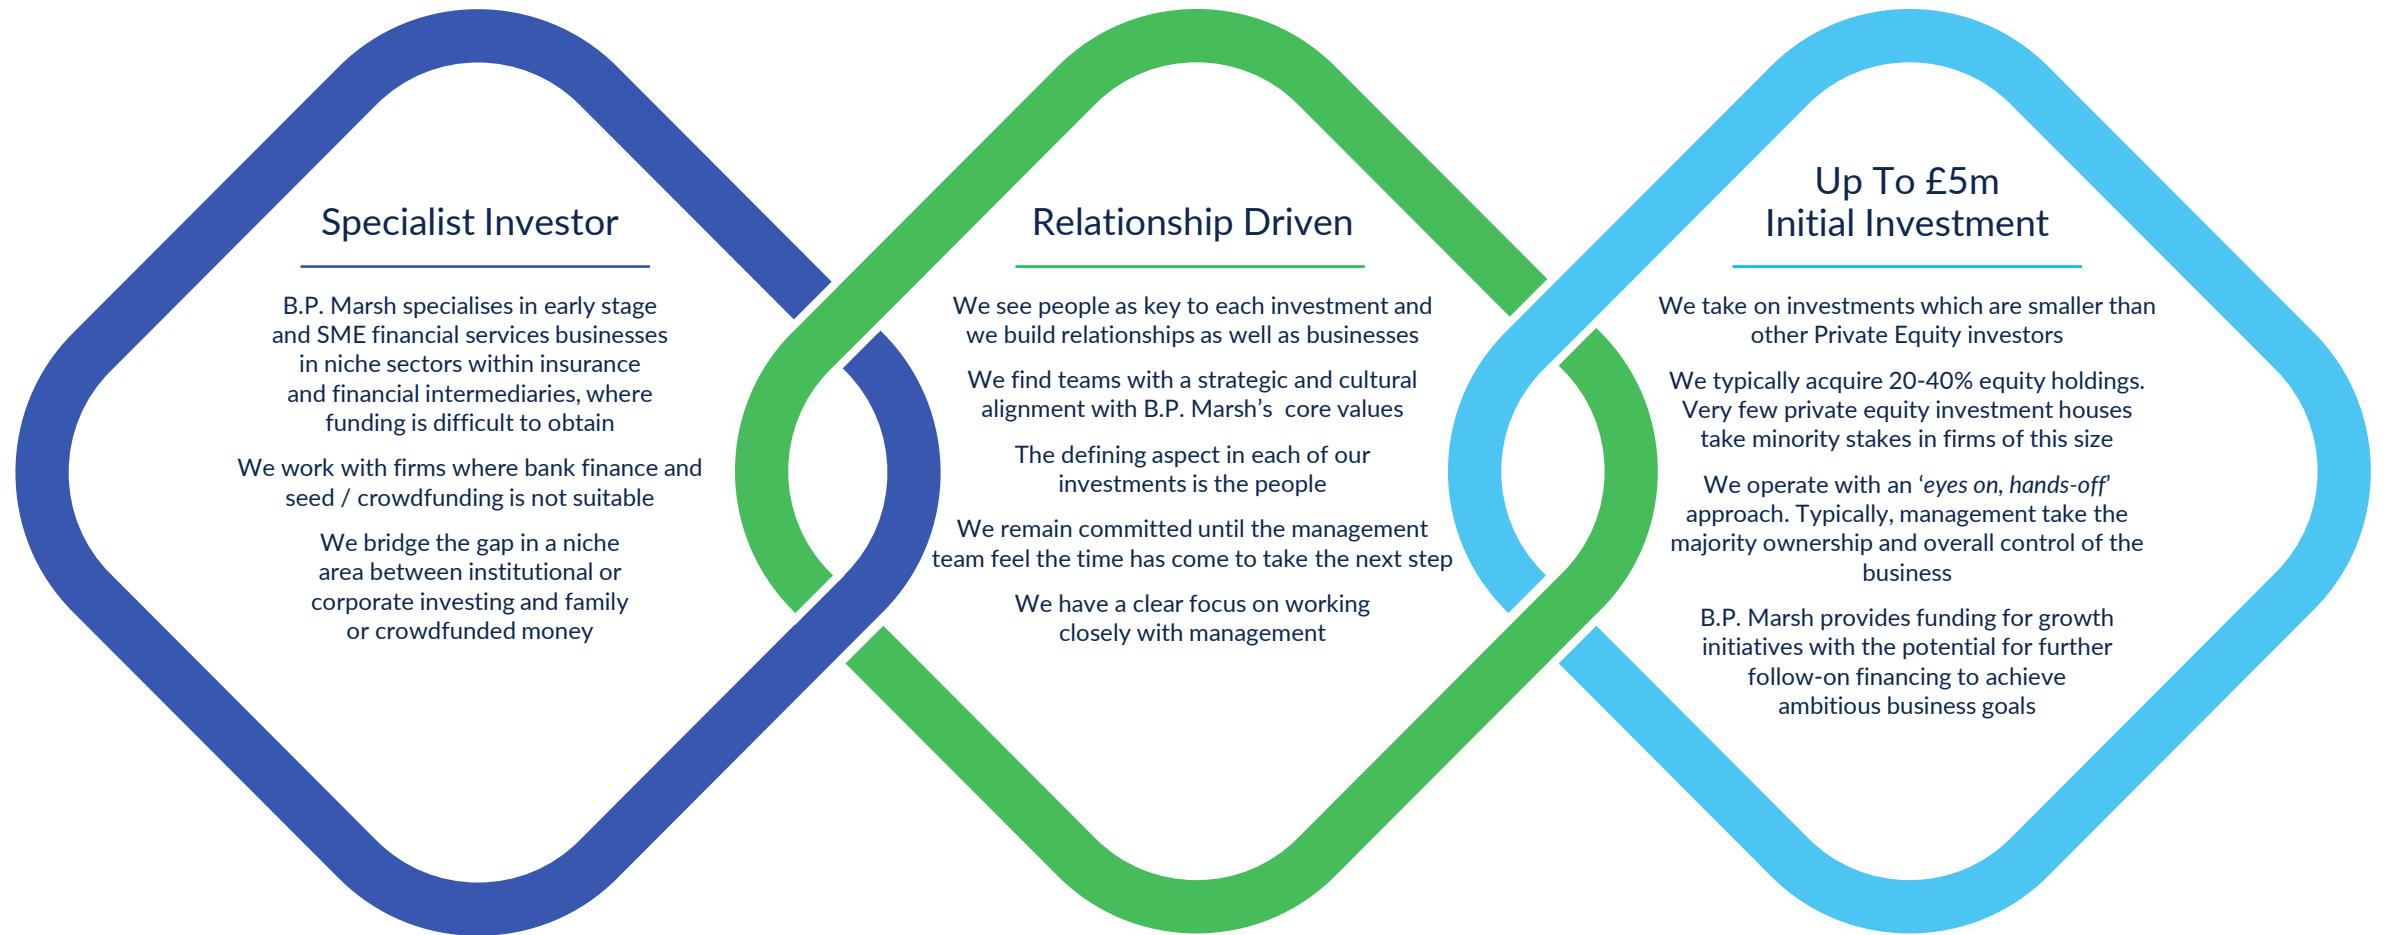 Specialist Investor
B.P. Marsh specialises in early stage
and SME financial services businesses
in niche sectors within insurance
and financial intermediaries, where
funding is difficult to obtain
We work with firms where bank finance and
seed / crowdfunding is not suitable
We bridge the gap in a niche
area between institutional or
corporate investing and family
or crowdfunded money
Relationship Driven
We see people as key to each investment and
we build relationships as well as businesses
We find teams with a strategic and cultural
alignment with B.P. Marsh’s  core values
The defining aspect in each of our
investments is the people
We remain committed until the management
team feel the time has come to take the next step
We have a clear focus on working
closely with management
Up To £5m
Initial Investment
We take on investments which are smaller than
other Private Equity investors
We typically acquire 20-40% equity holdings.
Very few private equity investment houses
take minority stakes in firms of this size
We operate with an ‘eyes on, hands-off’
approach. Typically, management take the
majority ownership and overall control of the
business
B.P. Marsh provides funding for growth
initiatives with the potential for further
follow-on financing to achieve
ambitious business goals